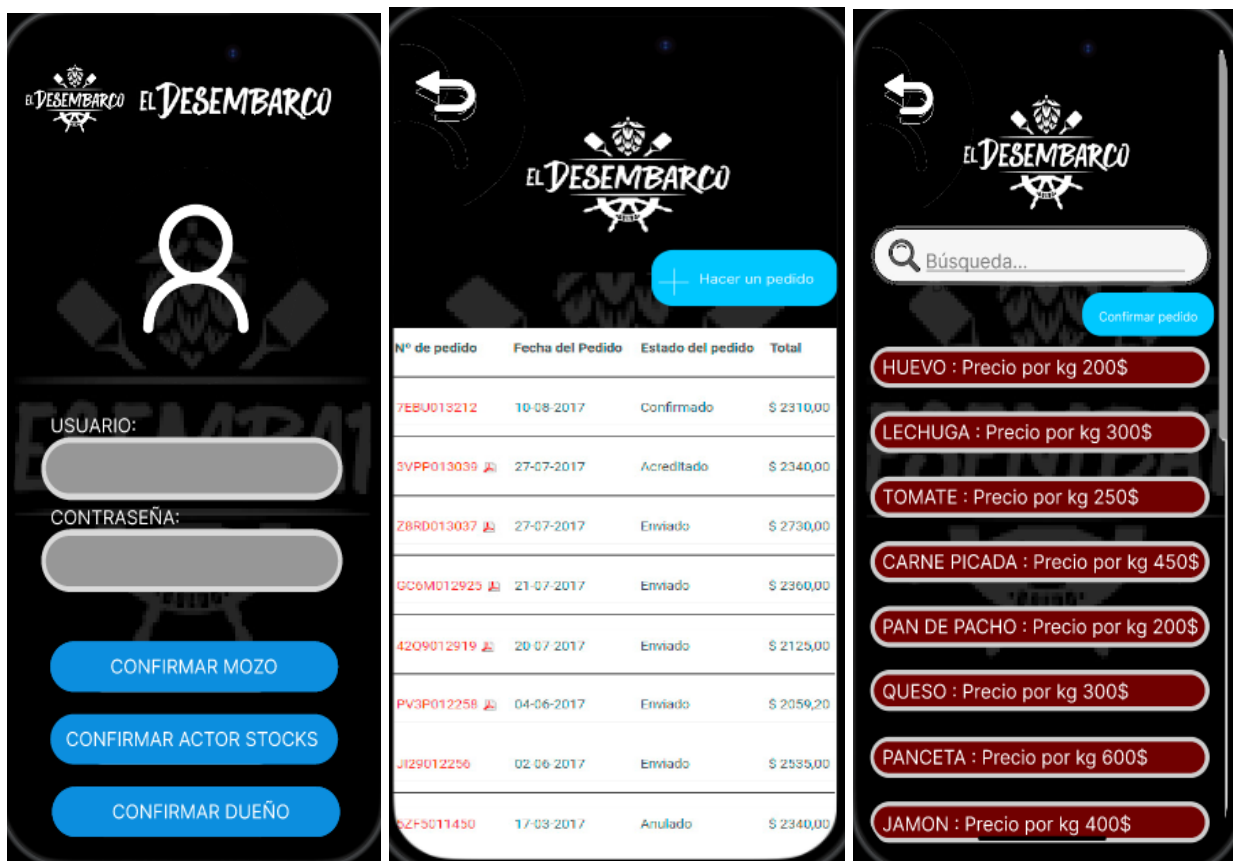 EL DESEMBARCO
EL DESEMBARCO
USUARIO:
CONTRASEÑA:
CONFIRMAR MOZO
CONFIRMAR ACTOR STOCKS
CONFIRMAR DUEÑO
EL DESEMBARCO
Hacer un pedido
Nº de pedido Fecha del Pedido Estado del pedido Total
7EBU013212 10-08-2017 Confirmado $ 2310,00
3VPP013039 27-07-2017 Acreditado $ 2340,00
Z8RD013037 27-07-2017 Enviado $ 2730,00
GC6M012925 21-07-2017 Enviado $ 2360,00
42Q9012919 20-07-2017 Enviado $ 2125,00
PV3P012258 04-06-2017 Enviado $ 2059,20
JI29012256 02-06-2017 Enviado $ 2535,00
6ZF5011450 17-03-2017 Anulado $ 2340,00
EL DESEMBARCO
Búsqueda...
Confirmar pedido
HUEVO : Precio por kg 200$
LECHUGA : Precio por kg 300$
TOMATE : Precio por kg 250$
CARNE PICADA : Precio por kg 450$
PAN DE PACHO : Precio por kg 200$
QUESO : Precio por kg 300$
PANCETA : Precio por kg 600$
JAMON : Precio por kg 400$